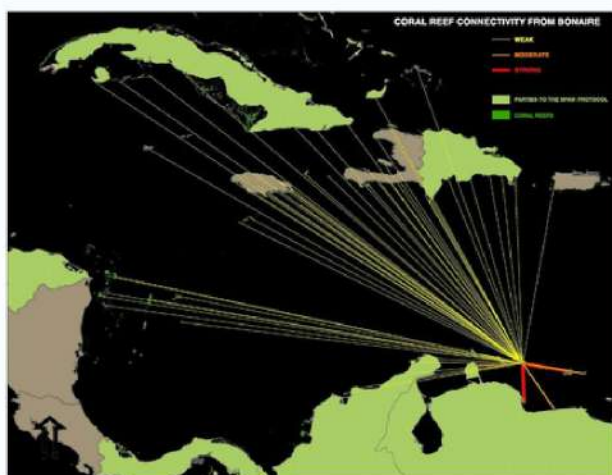 CORAL REEF CONNECTIVITY FROM BONAIRE
WEAK
MODERATE
STRONG
PARTIES TO THE SPAW PROTOCOL
CORAL REEFS